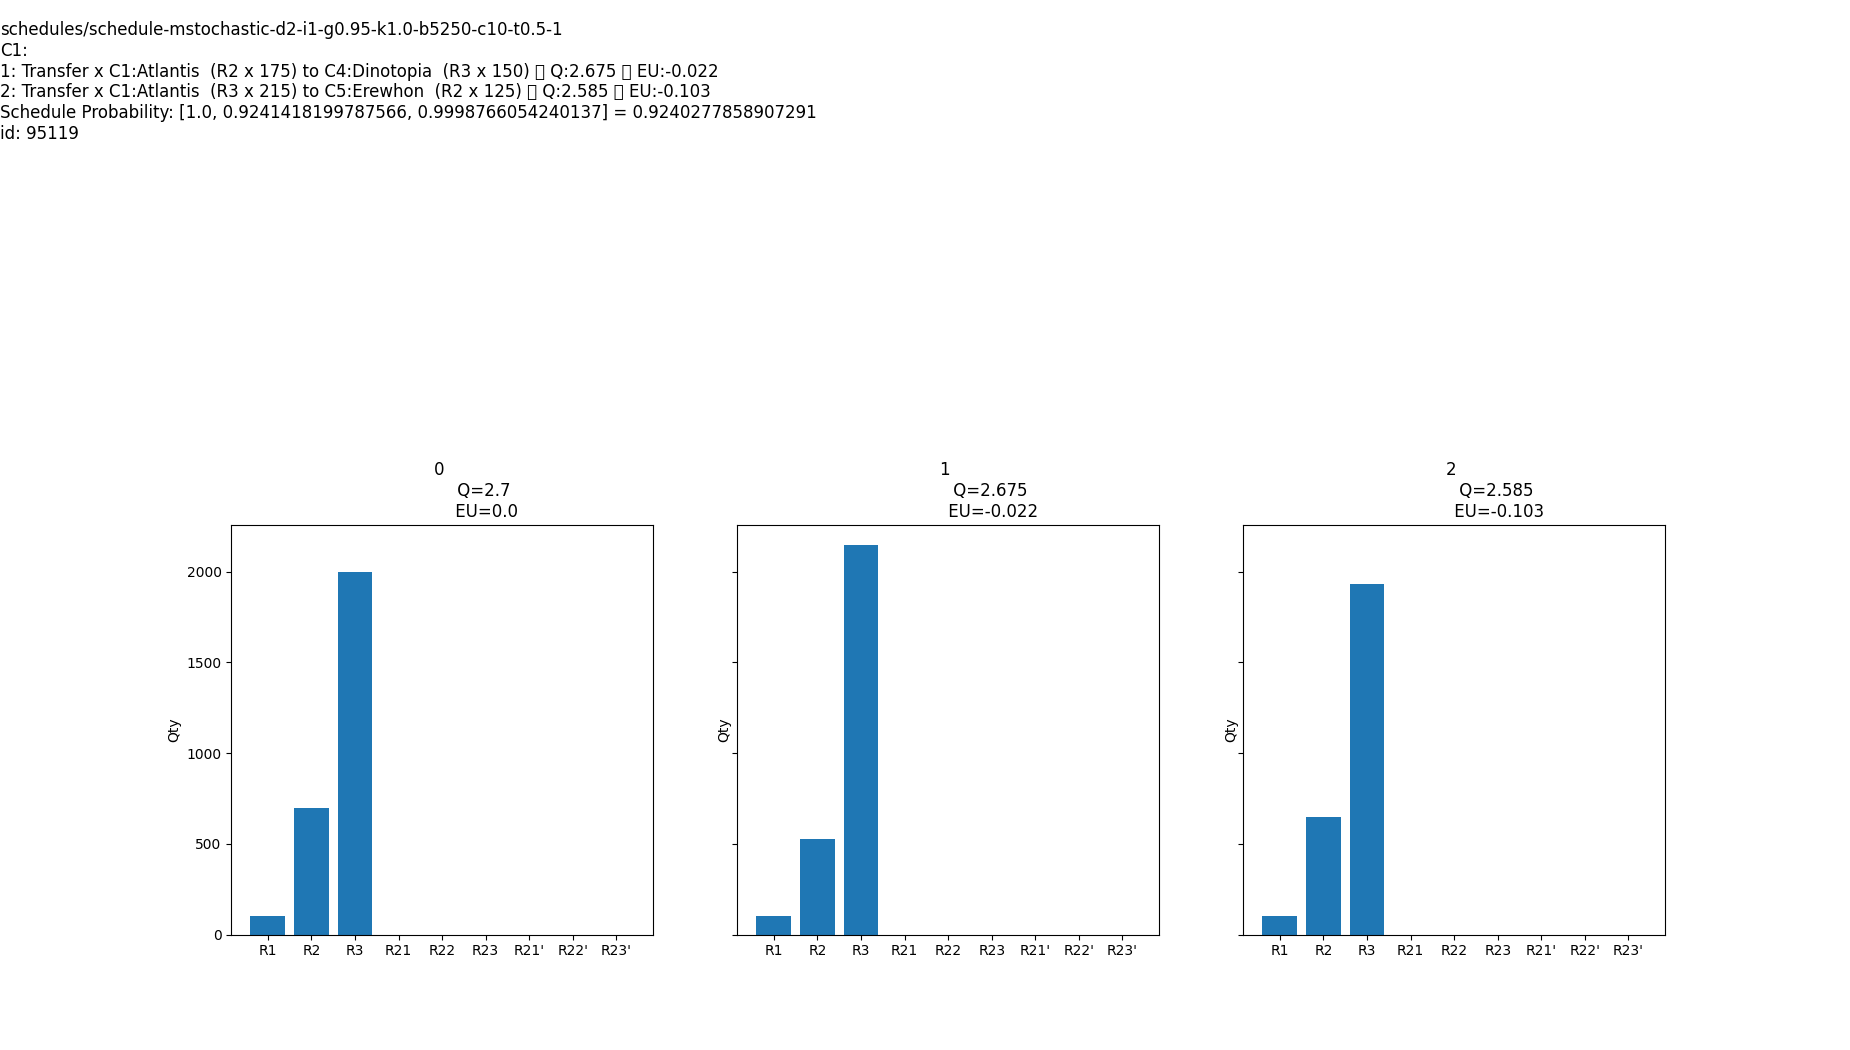 schedules/schedule-mstochastic-d2-i1-g0.95-k1.0-b5250-c10-t0.5-1
C1:
1: Transfer x C1:Atlantis  (R2 x 175) to C4:Dinotopia  (R3 x 150) ▯ Q:2.675 ▯ EU:-0.022
2: Transfer x C1:Atlantis  (R3 x 215) to C5:Erewhon  (R2 x 125) ▯ Q:2.585 ▯ EU:-0.103
Schedule Probability: [1.0, 0.9241418199787566, 0.9998766054240137] = 0.9240277858907291
id: 95119
0
Q=2.7
EU=0.0
Qty
2000
1500
1000
500
0
R1 R2 R3 R21 R22 R23 R21' R22' R23'
1
Q=2.675
EU=-0.022
Qty
R1 R2 R3 R21 R22 R23 R21' R22' R23'
2
Q=2.585
EU=-0.103
Qty
R1 R2 R3 R21 R22 R23 R21' R22' R23'